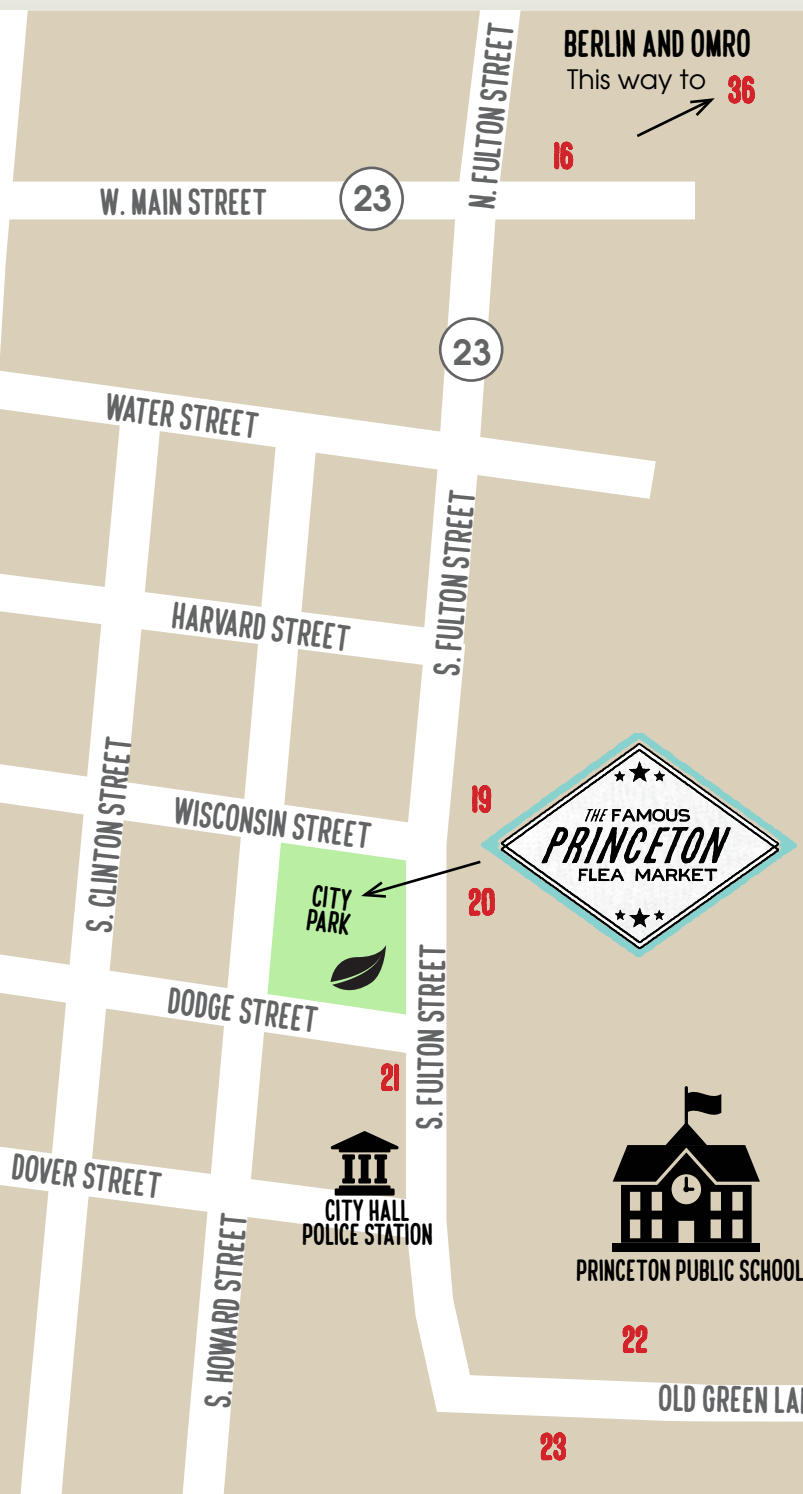 BERLIN AND OMRO
This way to
36
16
N. FULTON STREET
W. MAIN STREET
23
23
WATER STREET
S. FULTON STREET
HARVARD STREET
S. CLINTON STREET
WISCONSIN STREET
19
THE FAMOUS
PRINCETON
FLEA MARKET
CITY
PARK
20
DODGE STREET
S. FULTON STREET
21
DOVER STREET
CITY HALL
POLICE STATION
PRINCETON PUBLIC SCHOOL
S. HOWARD STREET
22
OLD GREEN LA
23